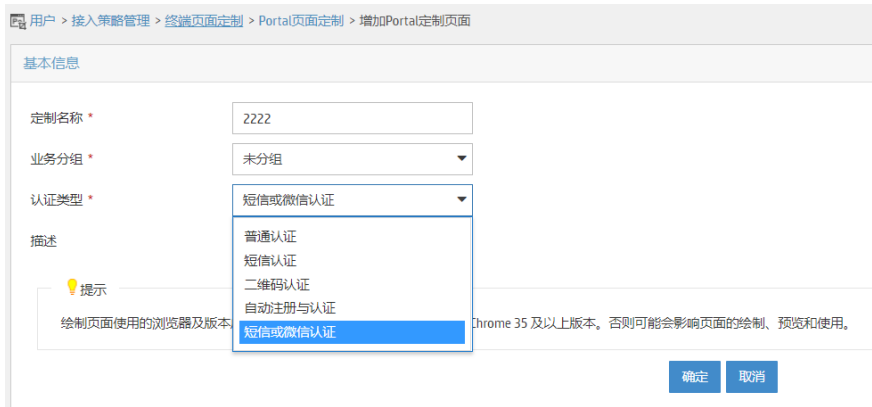 用户 > 接入策略管理 > 终端页面定制 > Portal页面定制 > 增加Portal定制页面
基本信息
定制名称 * 2222
业务分组 * 未分组
认证类型 * 短信或微信认证
普通认证
描述
短信认证
二维码认证
提示
自动注册与认证
绘制页面使用的浏览器及版本 hrome 35 及以上版本。否则可能会影响页面的绘制、预览和使用。
短信或微信认证
确定 取消